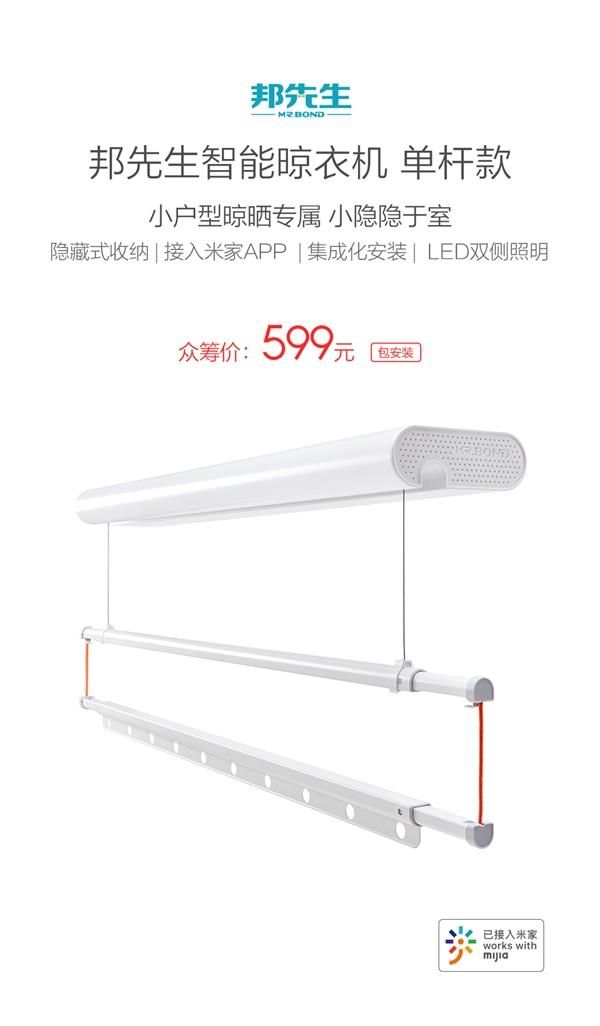 邦先生
MR.BOND
邦先生智能晾衣机 单杆款
小户型晾晒专属 小隐隐于室
隐藏式收纳 | 接入米家APP | 集成化安装 | LED双侧照明
众筹价：599元 包安装
MR.BOND
已接入米家
works with
mijia